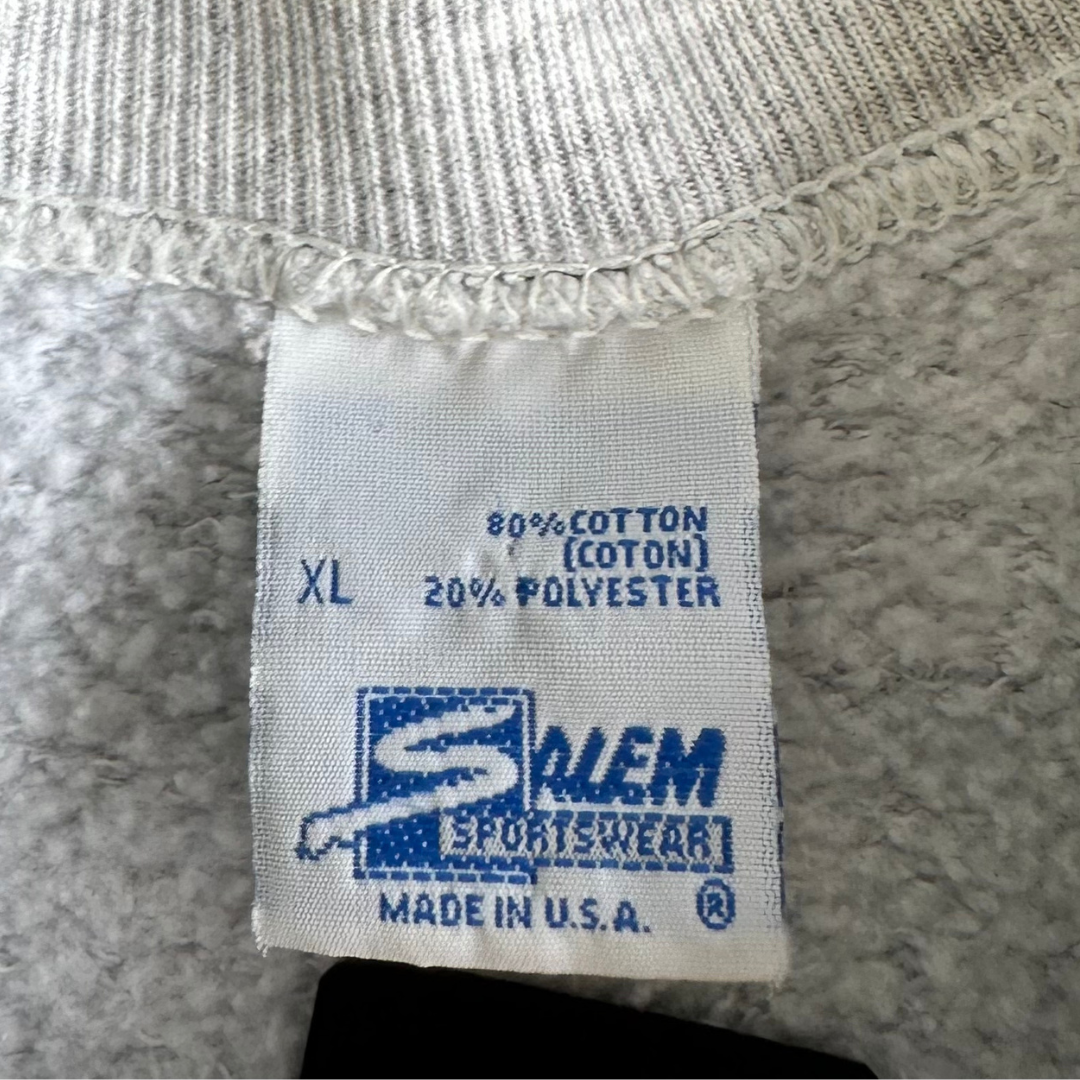 80% COTTON
(COTON)
XL 20% POLYESTER
SALEM
SPORTSWEAR
MADE IN U.S.A. ®